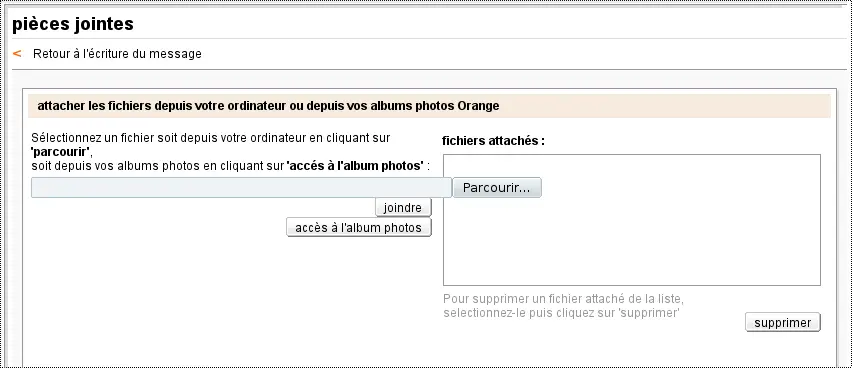 pièces jointes
< Retour à l'écriture du message
attacher les fichiers depuis votre ordinateur ou depuis vos albums photos Orange
Sélectionnez un fichier soit depuis votre ordinateur en cliquant sur
'parcourir',
soit depuis vos albums photos en cliquant sur 'accés à l'album photos' :
Parcourir...
joindre
accès à l'album photos
fichiers attachés :
Pour supprimer un fichier attaché de la liste,
selectionnez-le puis cliquez sur 'supprimer'
supprimer